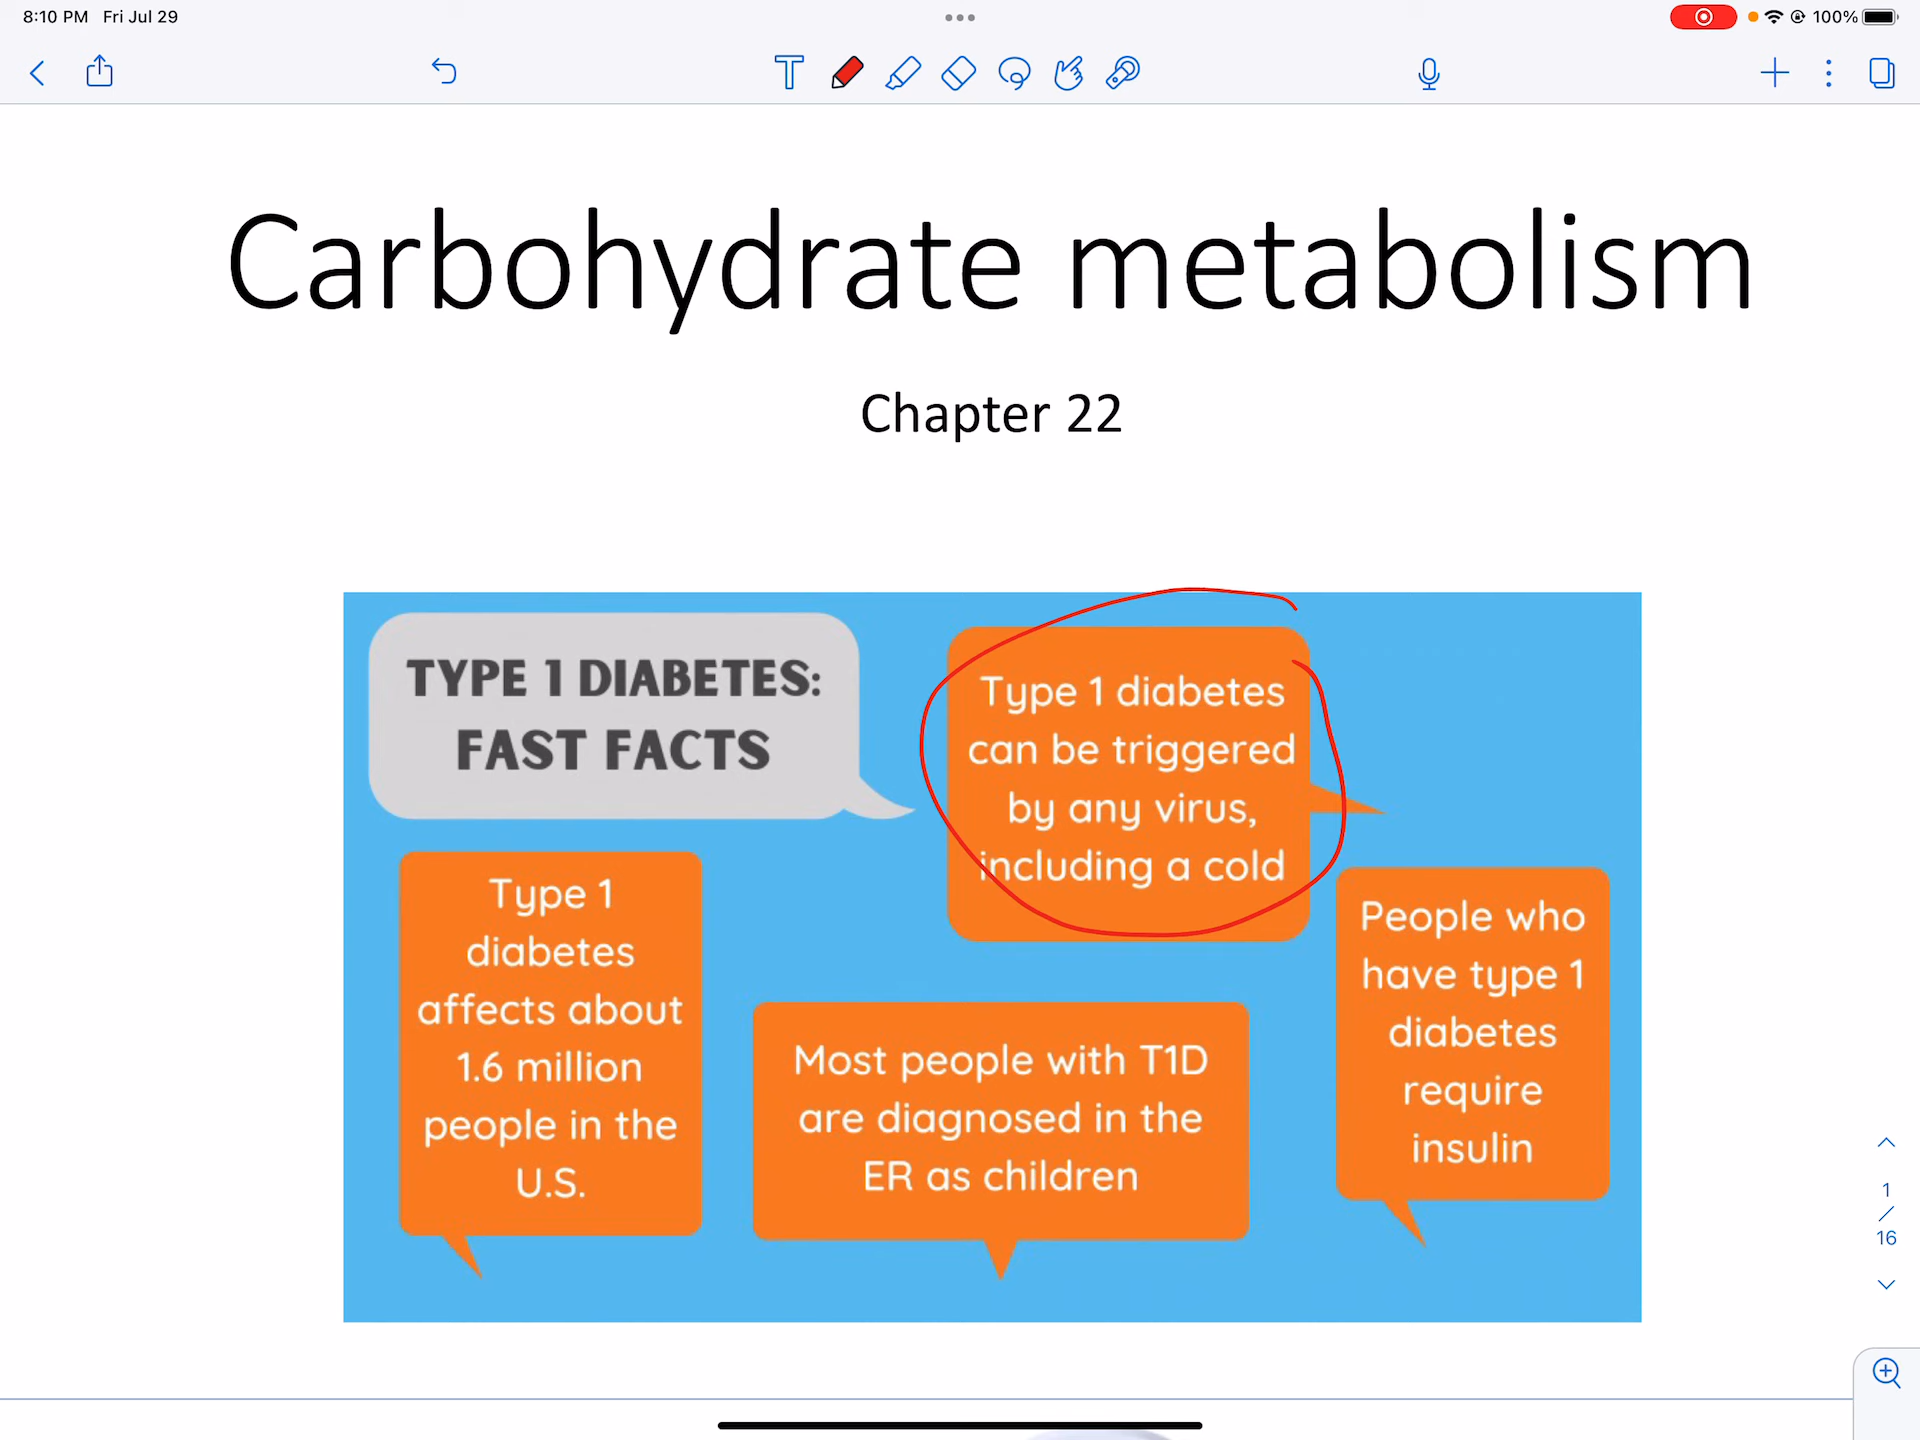 8:10 PM Fri Jul 29
100%
T
Carbohydrate metabolism
Chapter 22
TYPE 1 DIABETES:
FAST FACTS
Type 1 diabetes
can be triggered
by any virus,
including a cold
Type 1
diabetes
affects about
1.6 million
people in the
U.S.
Most people with T1D
are diagnosed in the
ER as children
People who
have type 1
diabetes
require
insulin
1
/
16